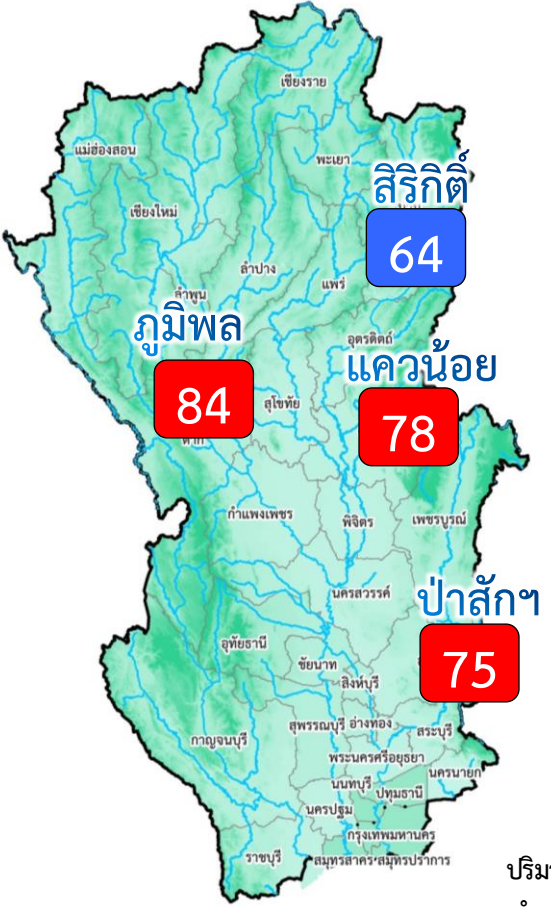 เชียงราย
แม่ฮ่องสอน
พะเยา
สิริกิติ์
เชียงใหม่
64
ลำปาง
แพร่
ลำพูน
ภูมิพล
อุตรดิตถ์
แควน้อย
84
สุโขทัย
78
ตาก
กำแพงเพชร
พิจิตร
เพชรบูรณ์
นครสวรรค์
ป่าสักฯ
อุทัยธานี
ชัยนาท
75
สิงห์บุรี
สุพรรณบุรี อ่างทอง
สระบุรี
กาญจนบุรี
พระนครศรีอยุธยา
นครนายก
นนทบุรี
ปทุมธานี
นครปฐม
กรุงเทพมหานคร
ราชบุรี
สมุทรสาคร สมุทรปราการ